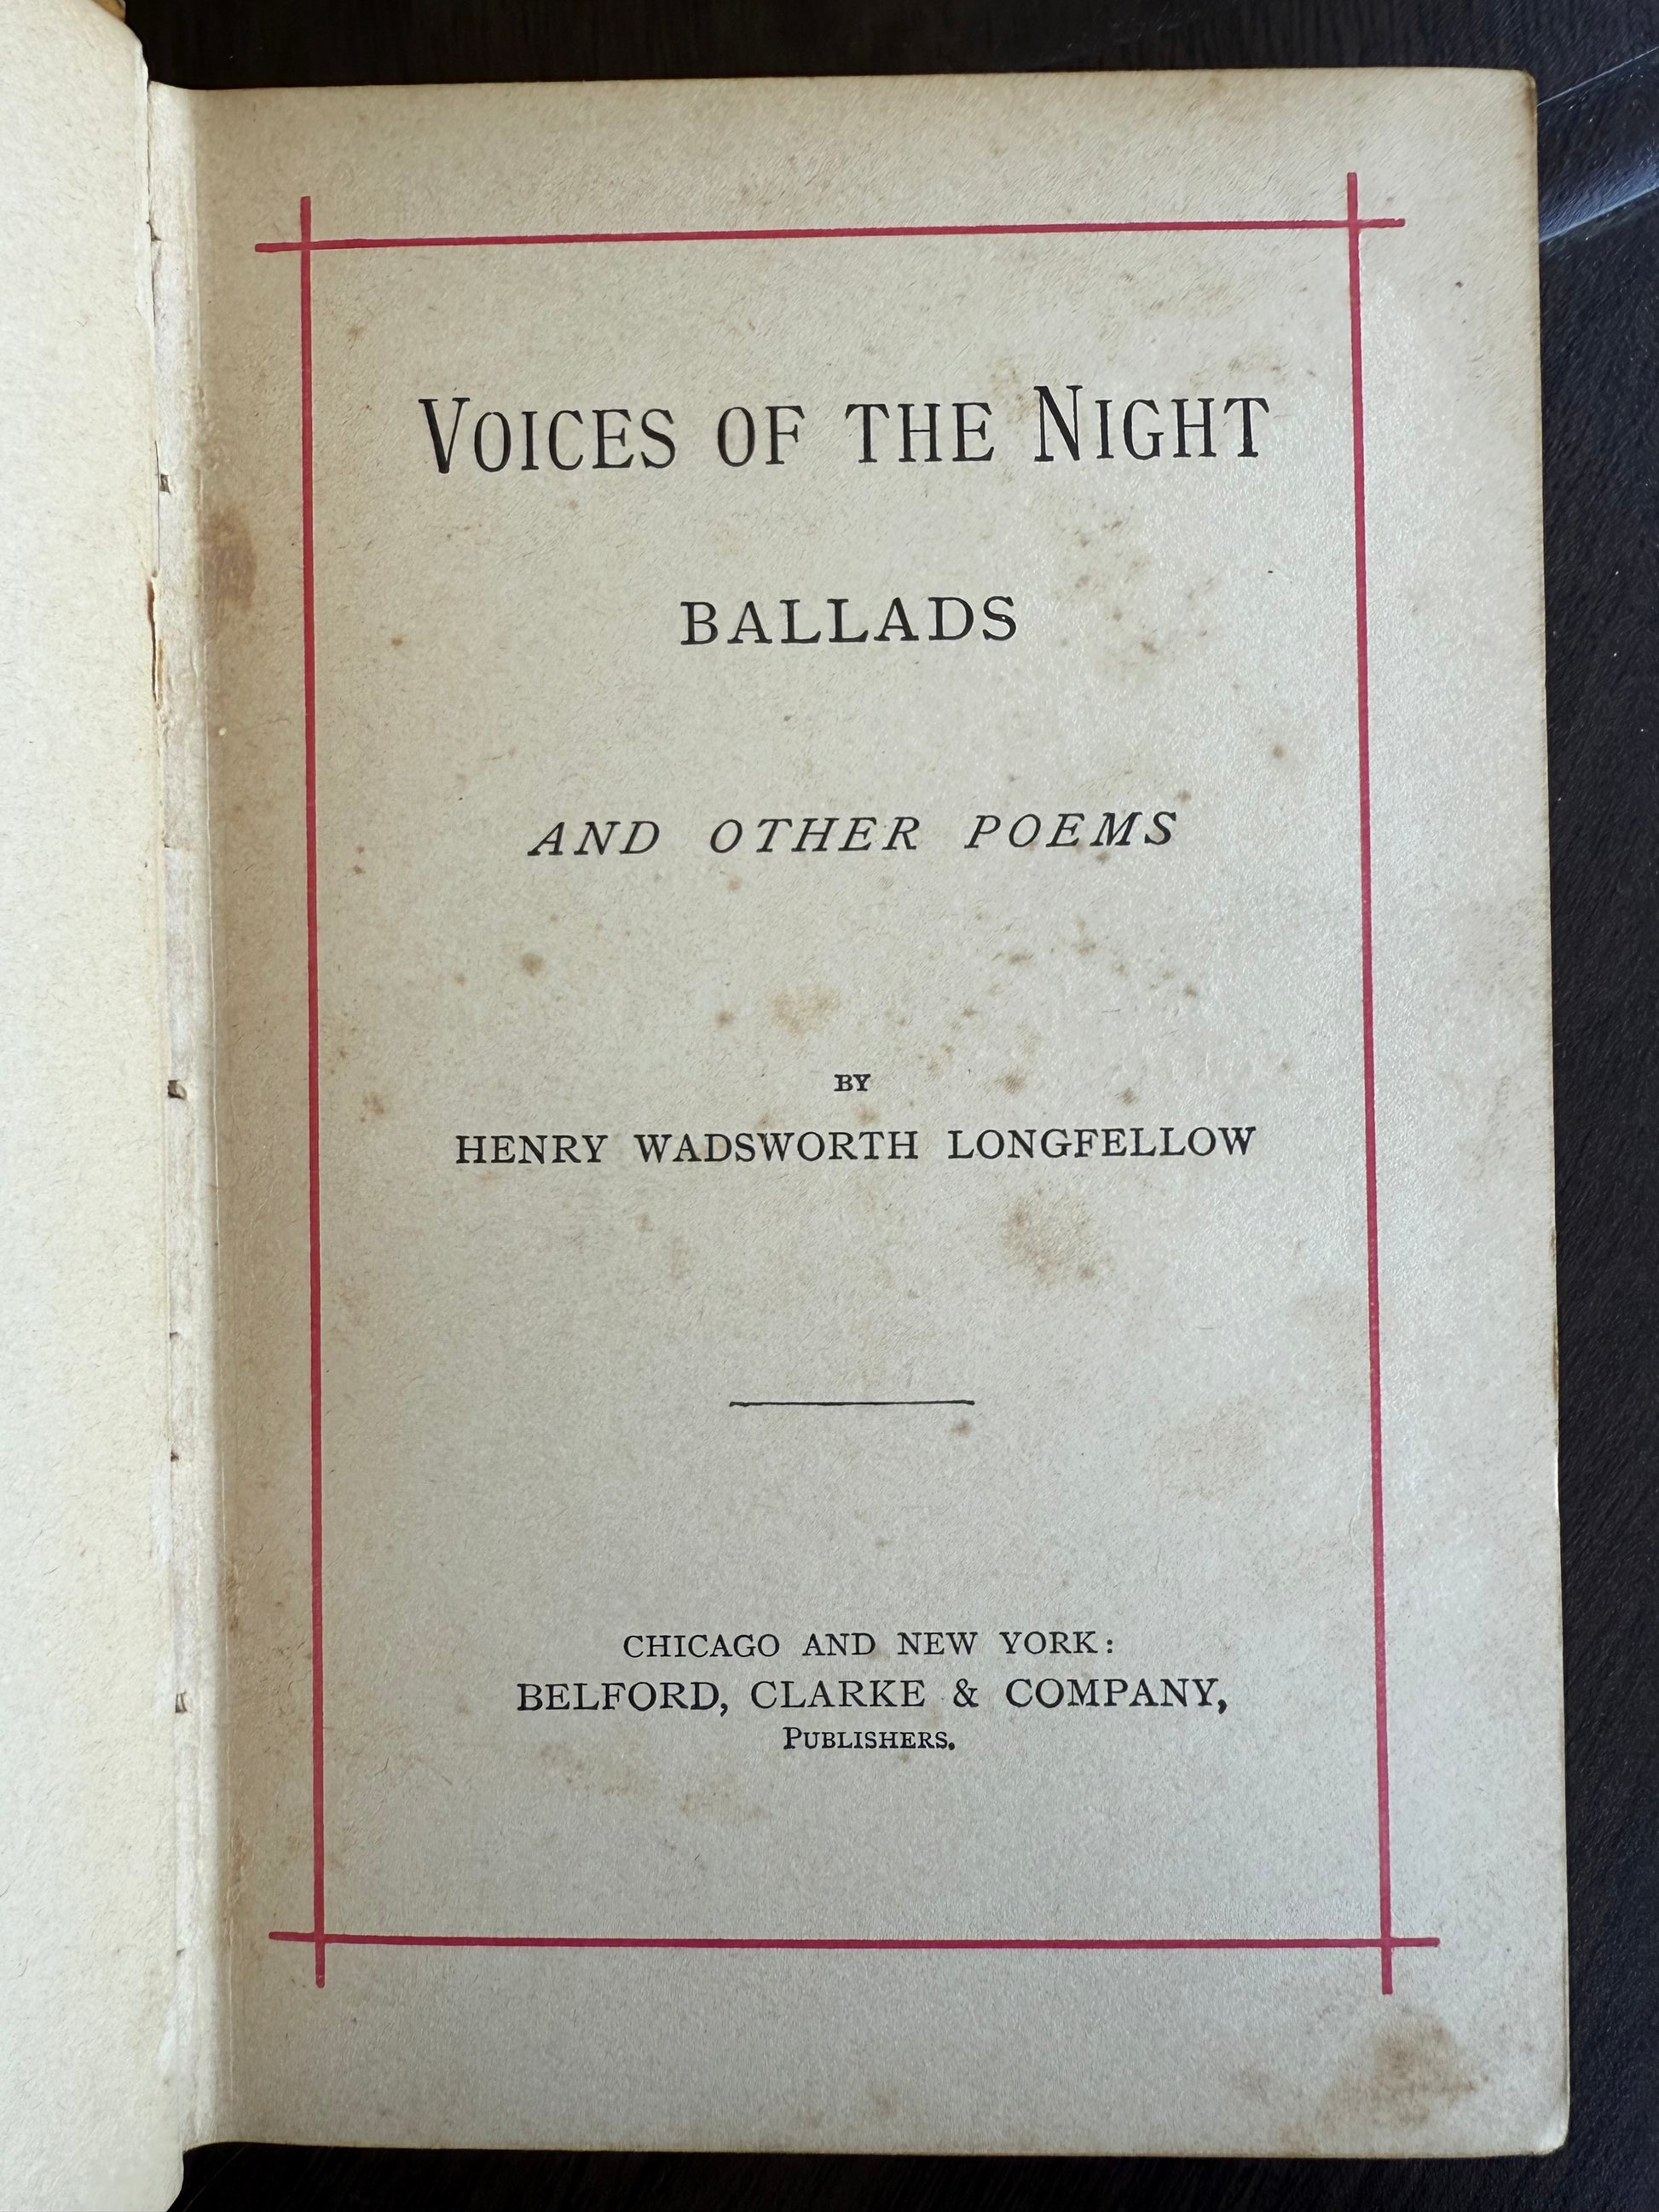 VOICES OF THE NIGHT
BALLADS
AND OTHER POEMS
BY
HENRY WADSWORTH LONGFELLOW
CHICAGO AND NEW YORK:
BELFORD, CLARKE & COMPANY,
PUBLISHERS.